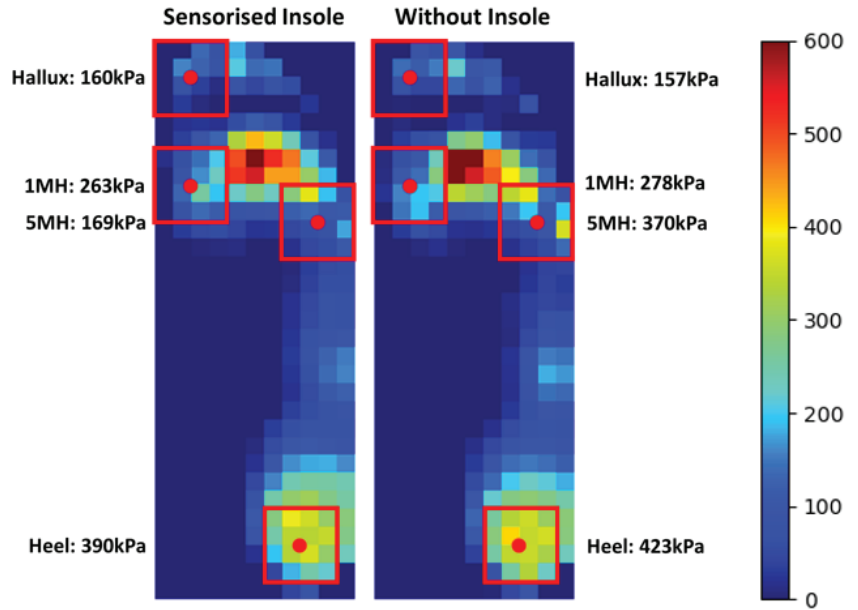 Sensorised Insole
Without Insole
Hallux: 160kPa
1MH: 263kPa
5MH: 169kPa
Heel: 390kPa
Hallux: 157kPa
1MH: 278kPa
5MH: 370kPa
Heel: 423kPa
600
500
400
300
200
100
0